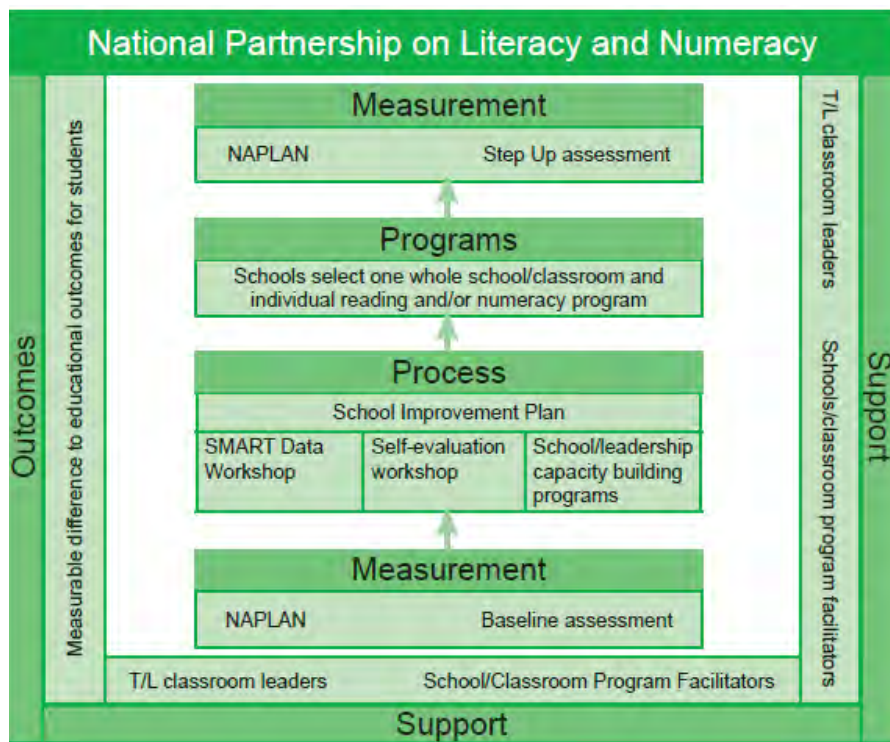 National Partnership on Literacy and Numeracy
Outcomes
Measurable difference to educational outcomes for students
Measurement
NAPLAN Step Up assessment
Programs
Schools select one whole school/classroom and
individual reading and/or numeracy program
Process
School Improvement Plan
SMART Data
Workshop
Self-evaluation
workshop
School/leadership
capacity building
programs
Measurement
NAPLAN Baseline assessment
T/L classroom leaders School/Classroom Program Facilitators
Support
T/L classroom leaders
Schools/classroom program facilitators
Support